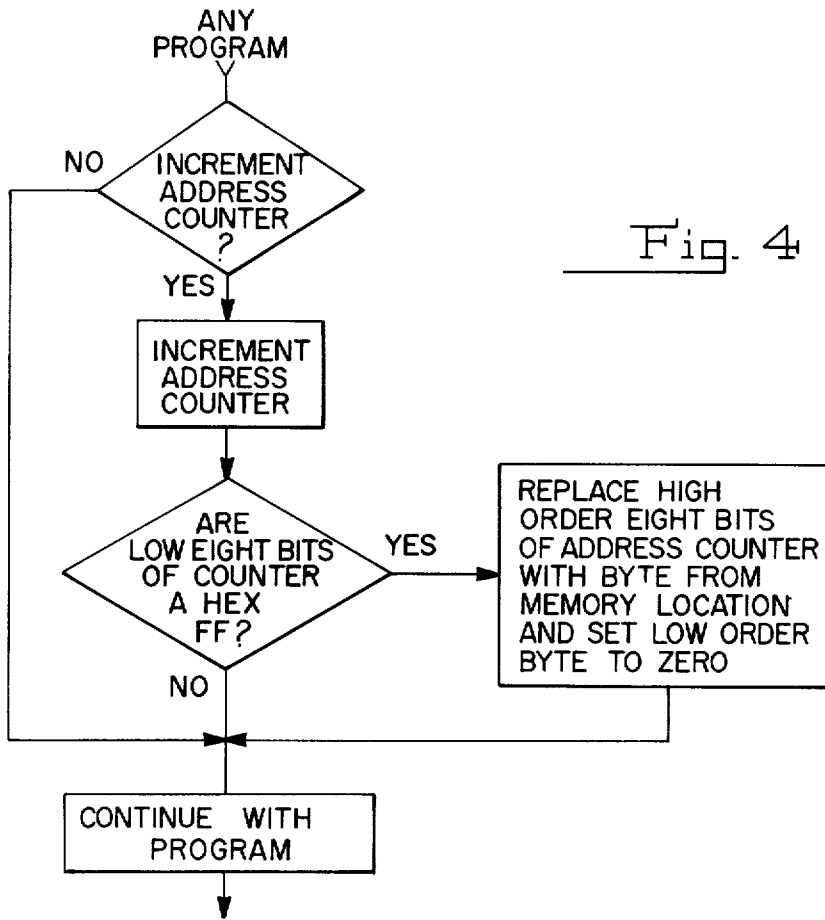 ANY
PROGRAM
NO
INCREMENT
ADDRESS
COUNTER
?
Fig. 4
YES
INCREMENT
ADDRESS
COUNTER
ARE
LOW EIGHT BITS
OF COUNTER
A HEX
FF?
YES
REPLACE HIGH
ORDER EIGHT BITS
OF ADDRESS COUNTER
WITH BYTE FROM
MEMORY LOCATION
AND SET LOW ORDER
BYTE TO ZERO
NO
CONTINUE WITH
PROGRAM